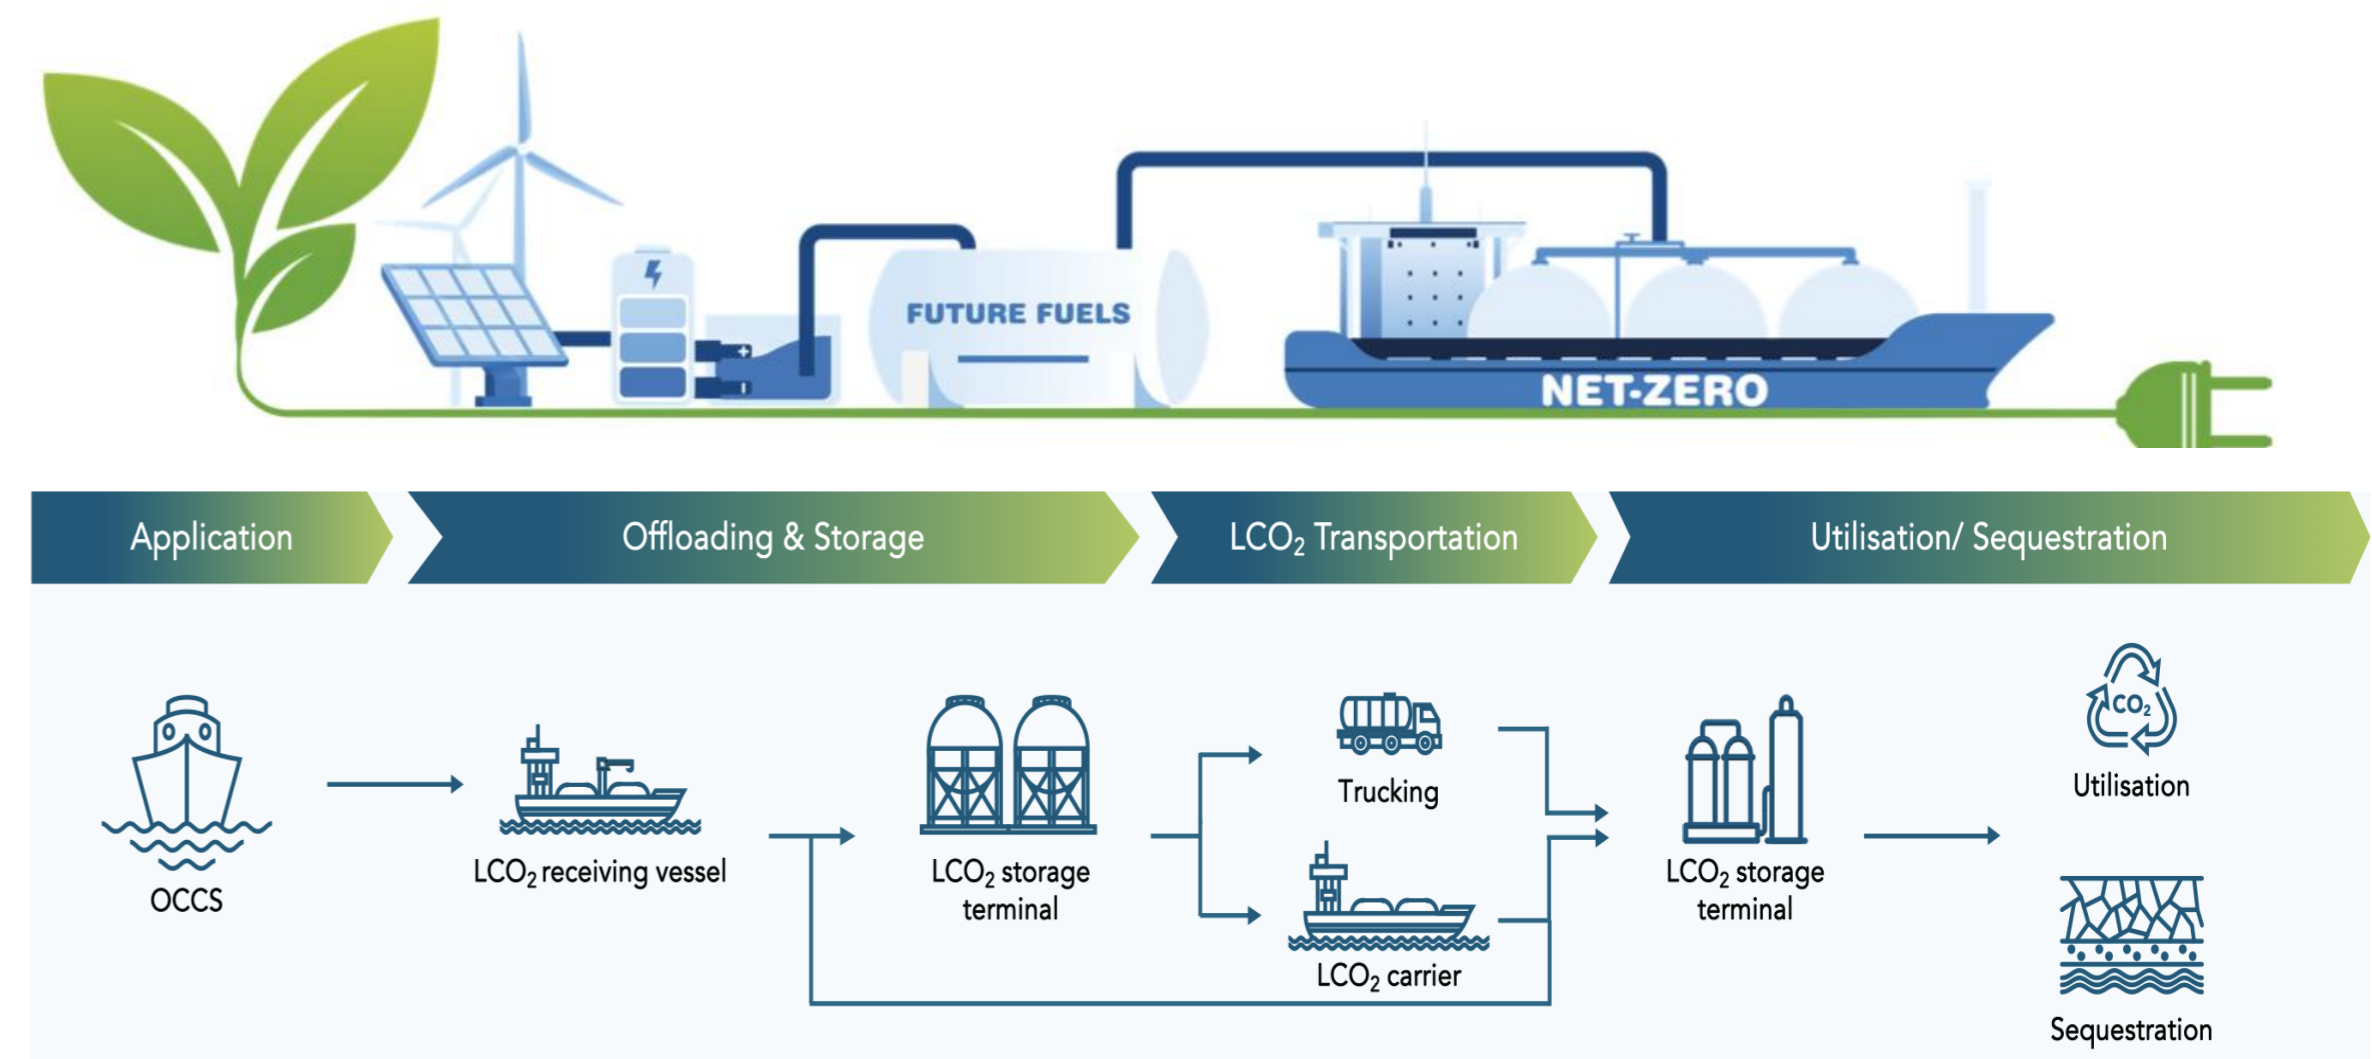 FUTURE FUELS
NET-ZERO
Application
Offloading & Storage
LCO₂ Transportation
Utilisation/ Sequestration
OCCS
LCO₂ receiving vessel
LCO₂ storage
terminal
Trucking
LCO₂ carrier
LCO₂ storage
terminal
CO₂
Utilisation
Sequestration